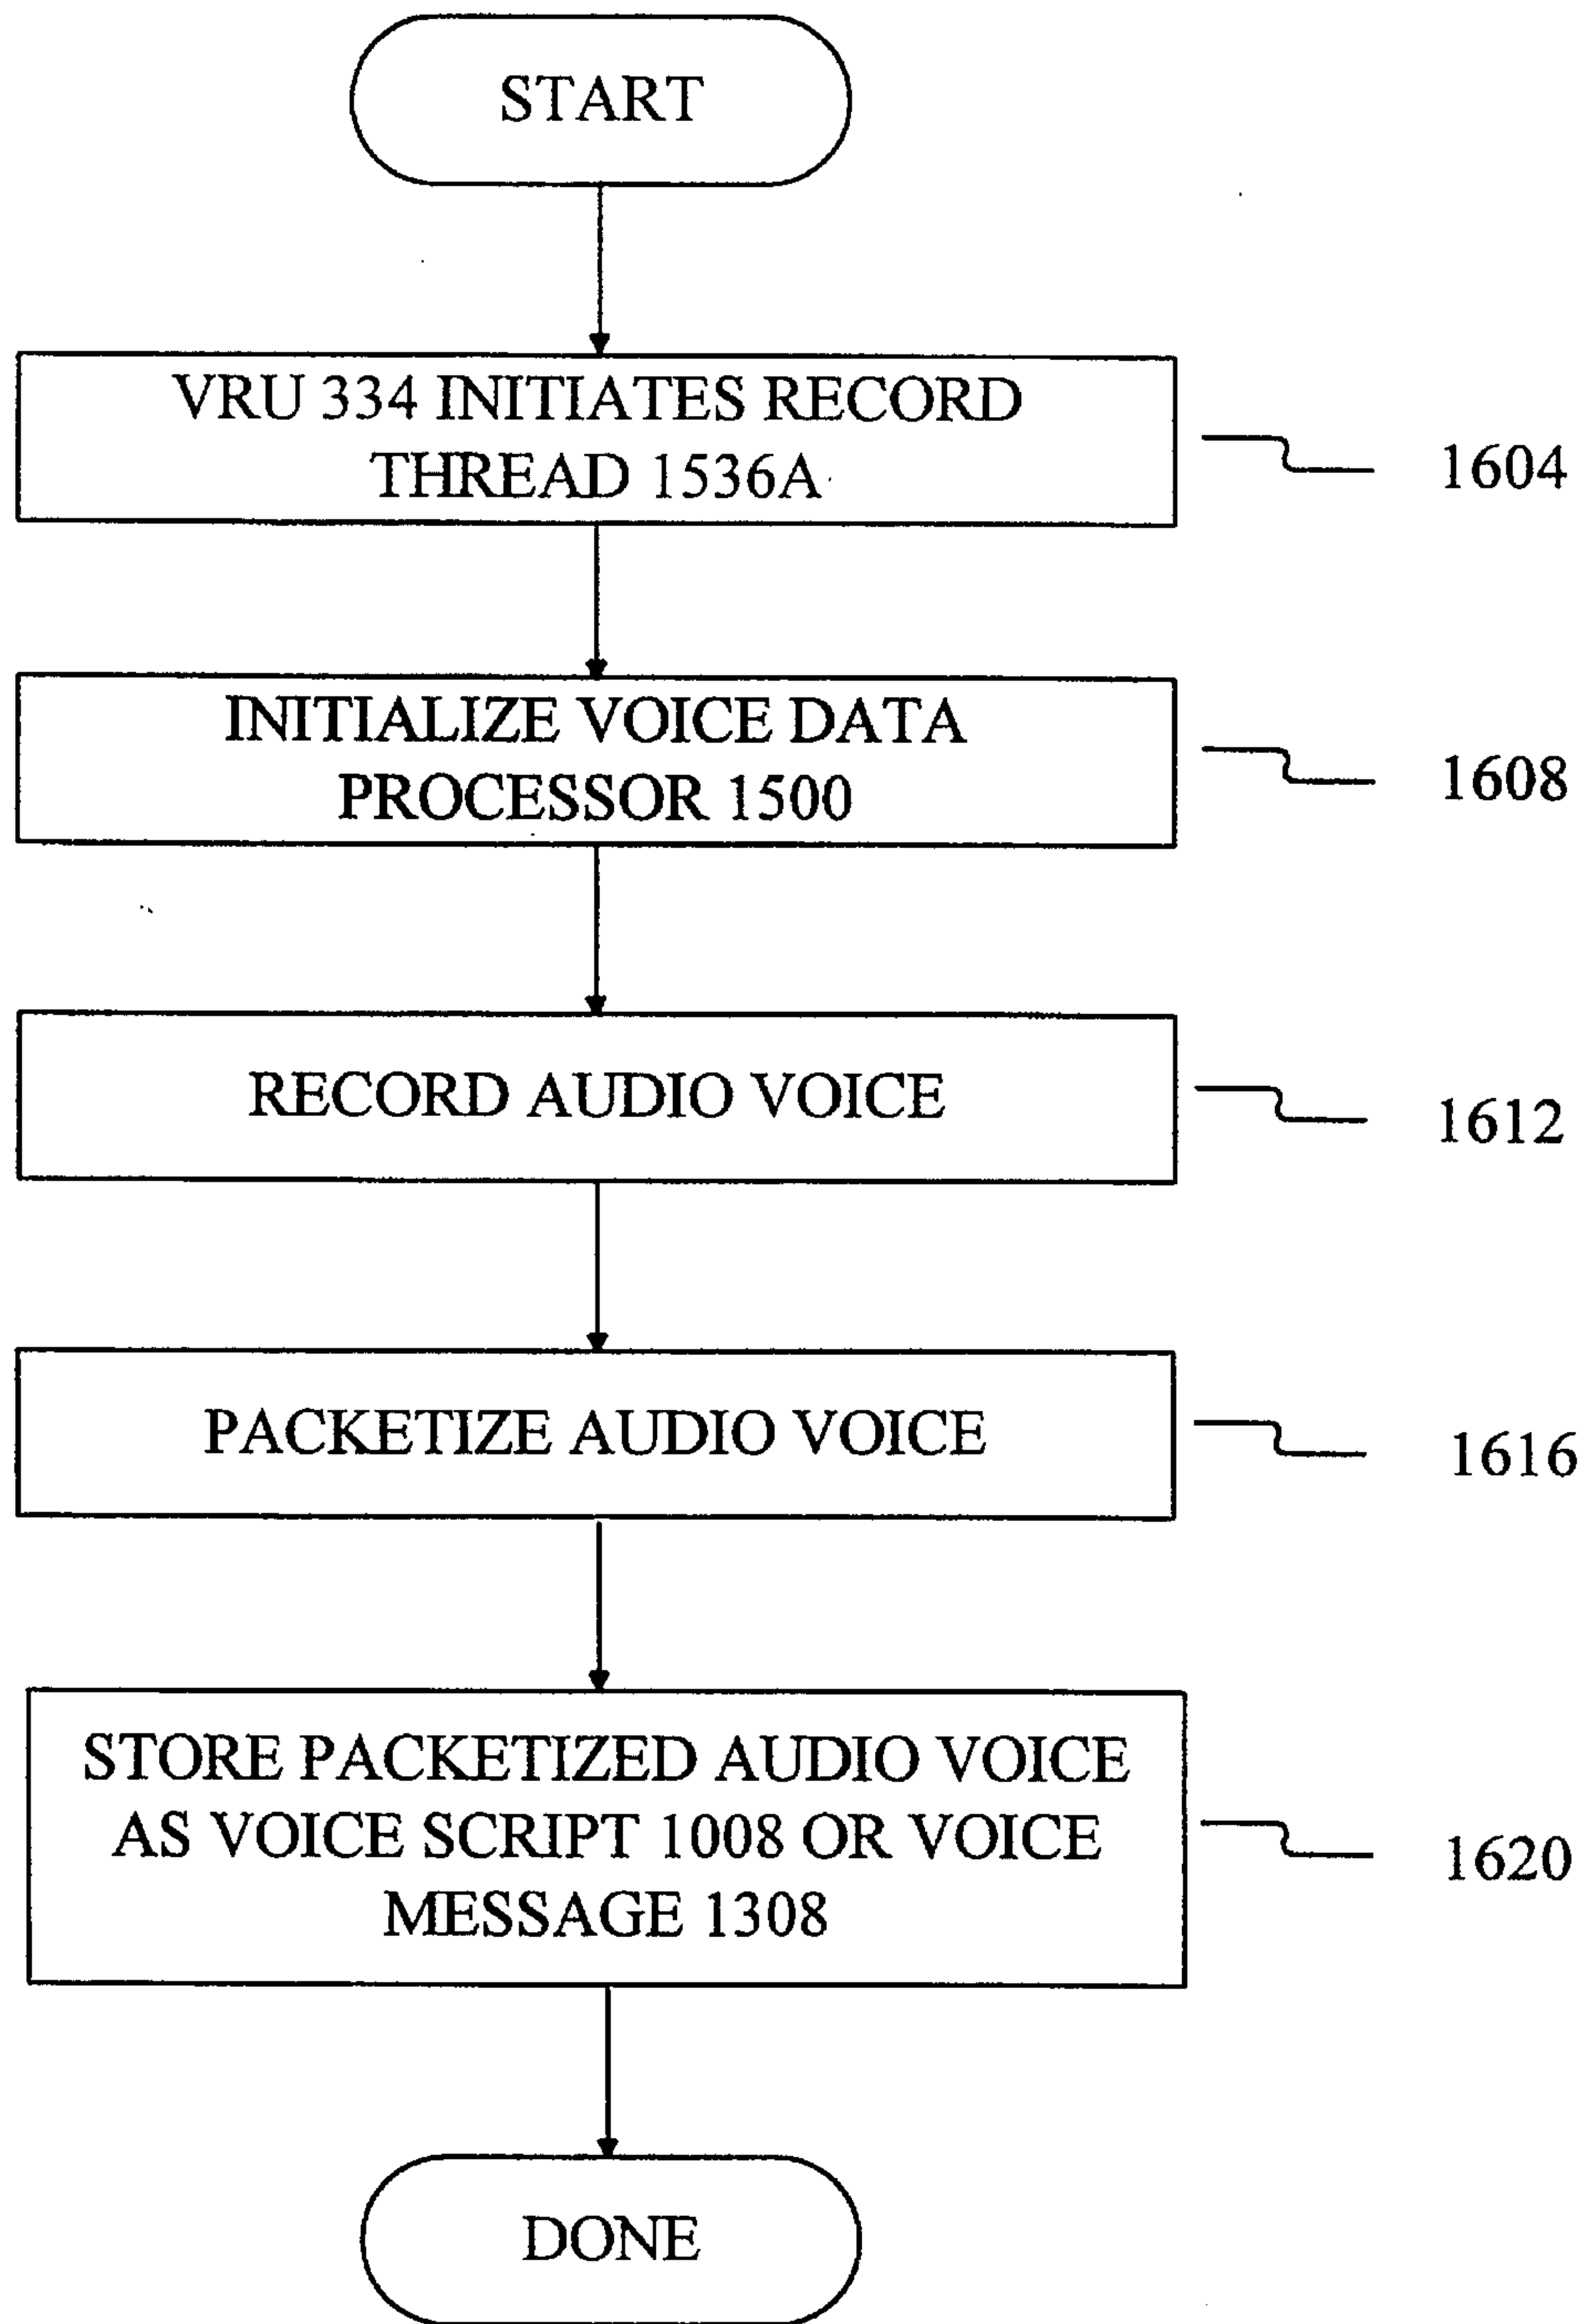 START
VRU 334 INITIATES RECORD
THREAD 1536A
1604
INITIALIZE VOICE DATA
PROCESSOR 1500
1608
RECORD AUDIO VOICE
1612
PACKETIZE AUDIO VOICE
1616
STORE PACKETIZED AUDIO VOICE
AS VOICE SCRIPT 1008 OR VOICE
MESSAGE 1308
1620
DONE